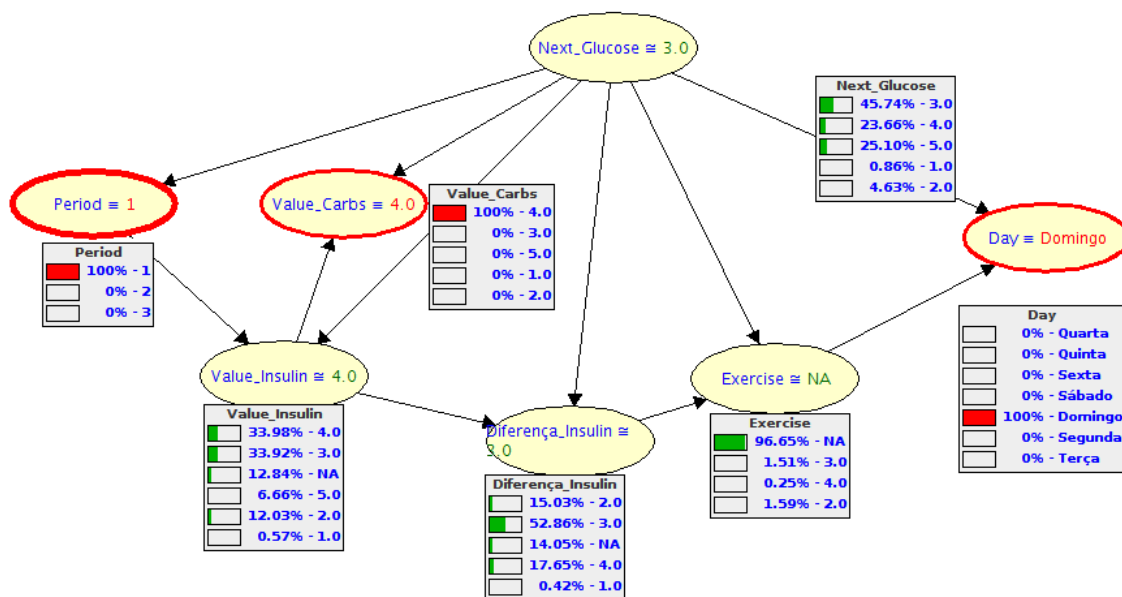 Next_Glucose ≅ 3.0
Next_Glucose
45.74% - 3.0
23.66% - 4.0
25.10% - 5.0
0.86% - 1.0
4.63% - 2.0
Period ≡ 1
Period
100% - 1
0% - 2
0% - 3
Value_Carbs ≡ 4.0
Value_Carbs
100% - 4.0
0% - 3.0
0% - 5.0
0% - 1.0
0% - 2.0
Day ≡ Domingo
Day
0% - Quarta
0% - Quinta
0% - Sexta
0% - Sábado
100% - Domingo
0% - Segunda
0% - Terça
Value_Insulin ≅ 4.0
Value_Insulin
33.98% - 4.0
33.92% - 3.0
12.84% - NA
6.66% - 5.0
12.03% - 2.0
0.57% - 1.0
Diferença_Insulin ≅
3.0
Diferença_Insulin
15.03% - 2.0
52.86% - 3.0
14.05% - NA
17.65% - 4.0
0.42% - 1.0
Exercise ≅ NA
Exercise
96.65% - NA
1.51% - 3.0
0.25% - 4.0
1.59% - 2.0